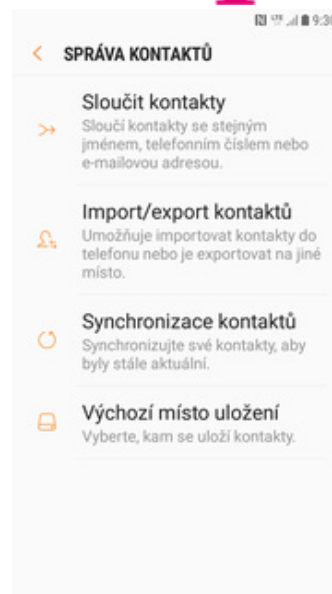 LTE 9:30
SPRÁVA KONTAKTŮ
Sloučit kontakty
Sloučí kontakty se stejným
jménem, telefonním číslem nebo
e-mailovou adresou.
Import/export kontaktů
Umožňuje importovat kontakty do
telefonu nebo je exportovat na jiné
místo.
Synchronizace kontaktů
Synchronizujte své kontakty, aby
byly stále aktuální.
Výchozí místo uložení
Vyberte, kam se uloží kontakty.